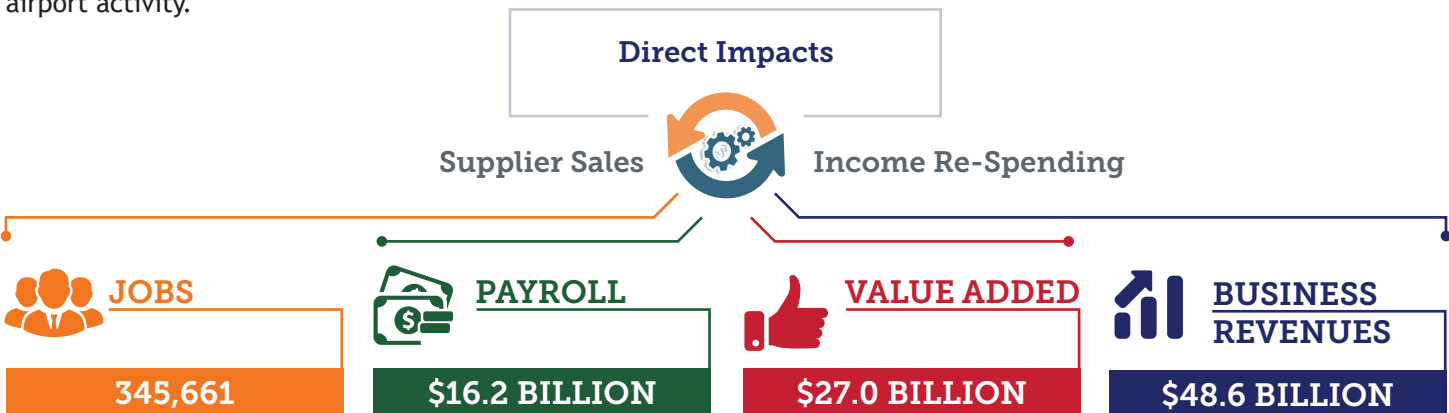 airport activity.
Direct Impacts
Supplier Sales
Income Re-Spending
JOBS
345,661
PAYROLL
$16.2 BILLION
VALUE ADDED
$27.0 BILLION
BUSINESS
REVENUES
$48.6 BILLION